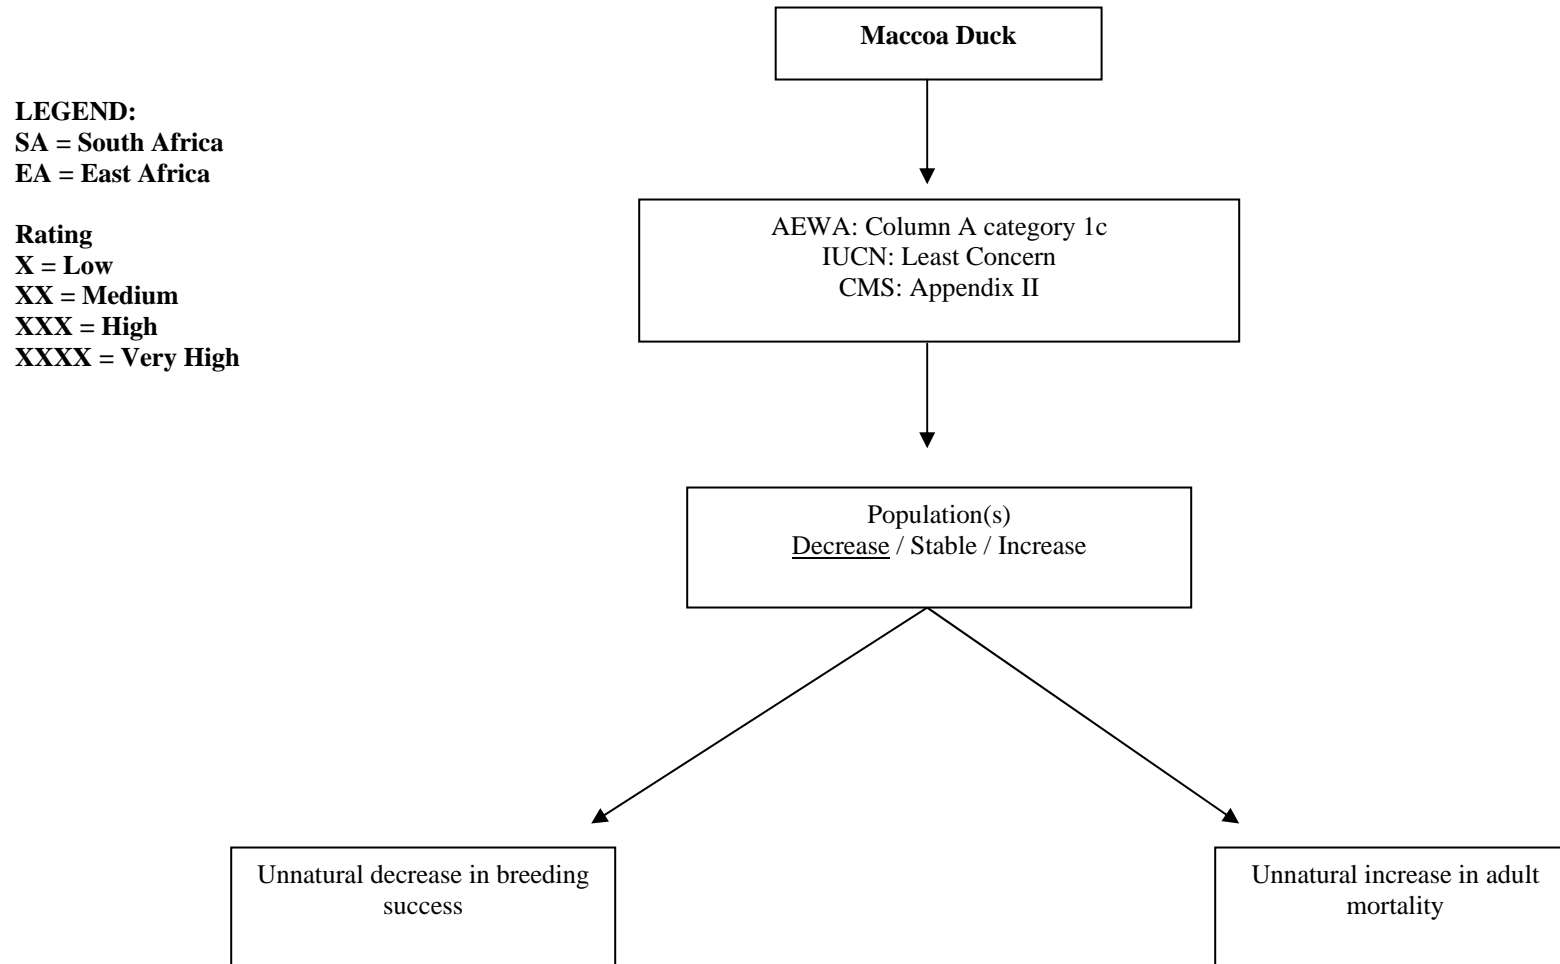 Maccoa Duck
LEGEND:
SA = South Africa
EA = East Africa
Rating
X = Low
XX = Medium
XXX = High
XXXX = Very High
AEWA: Column A category 1c
IUCN: Least Concern
CMS: Appendix II
Population(s)
Decrease / Stable / Increase
Unnatural decrease in breeding
success
Unnatural increase in adult
mortality